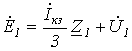 Ė₁ = İкз/3 Z₁ + U̇₁